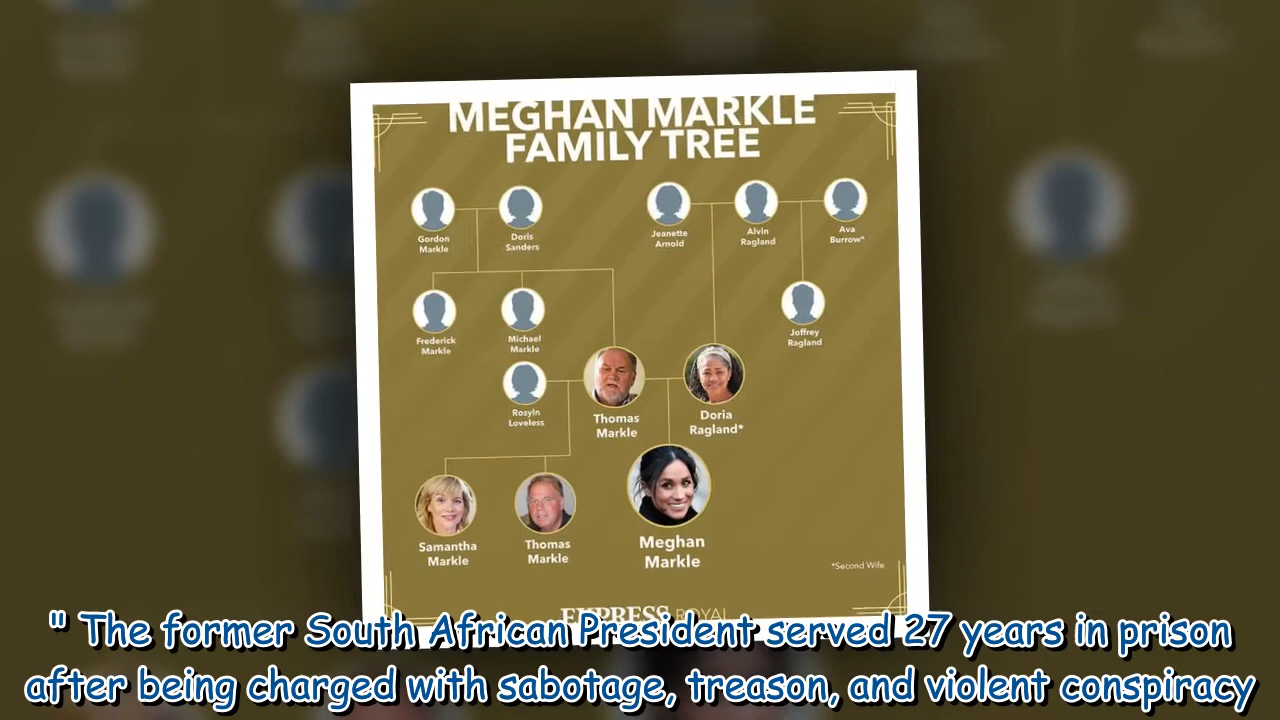 MEGHAN MARKLE
FAMILY TREE
Gordon
Markle
Doris
Sanders
Jeanette
Arnold
Alvin
Ragland
Ava
Burrow*
Frederick
Markle
Michael
Markle
Joffrey
Ragland
Rosyln
Loveless
Thomas
Markle
Doria
Ragland*
Samantha
Markle
Thomas
Markle
Meghan
Markle
*Second Wife
EXPRESS ROYAL
" The former South African President served 27 years in prison
after being charged with sabotage, treason, and violent conspiracy